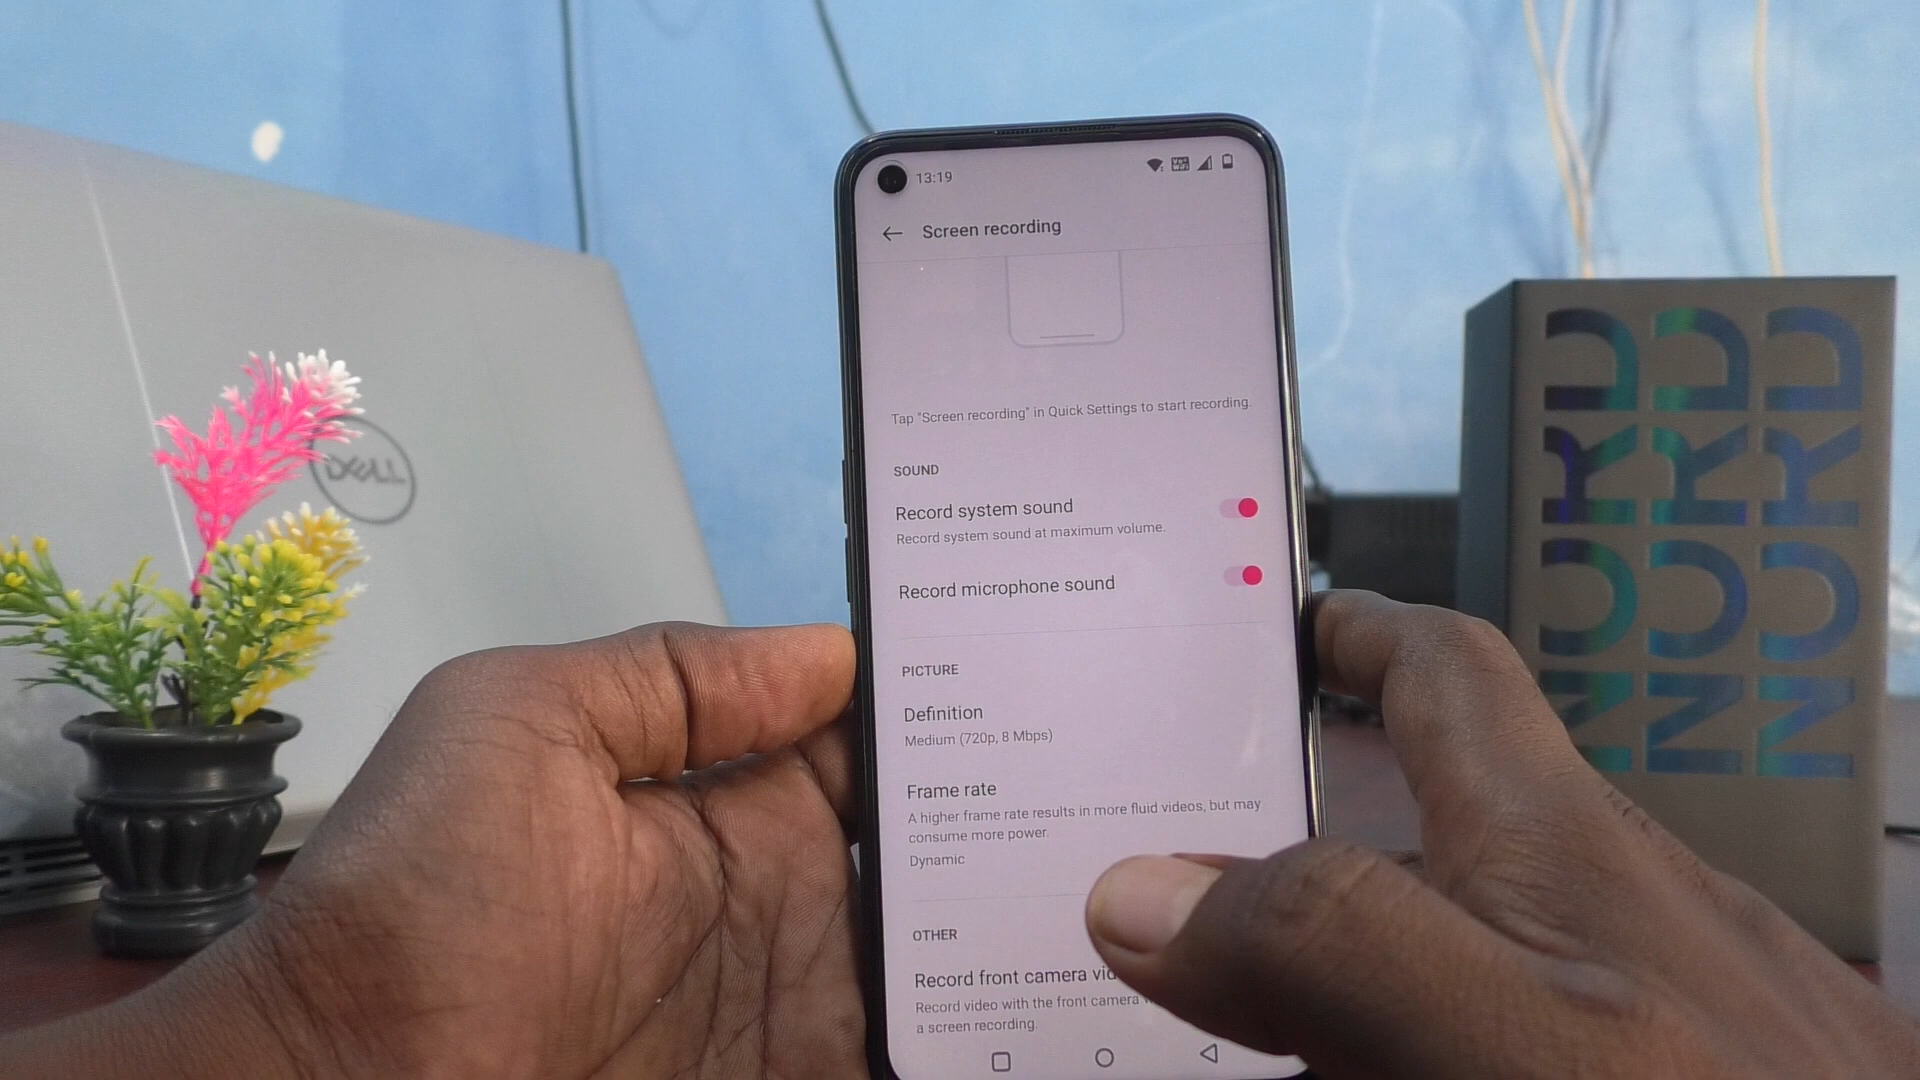 13:19
Screen recording
Tap "Screen recording" in Quick Settings to start recording.
SOUND
Record system sound
Record system sound at maximum volume.
Record microphone sound
PICTURE
Definition
Medium (720p, 8 Mbps)
Frame rate
A higher frame rate results in more fluid videos, but may
consume more power.
Dynamic
OTHER
Record front camera
Record video with the front camera
a screen recording.
DELL
NORD
NORD
NORD